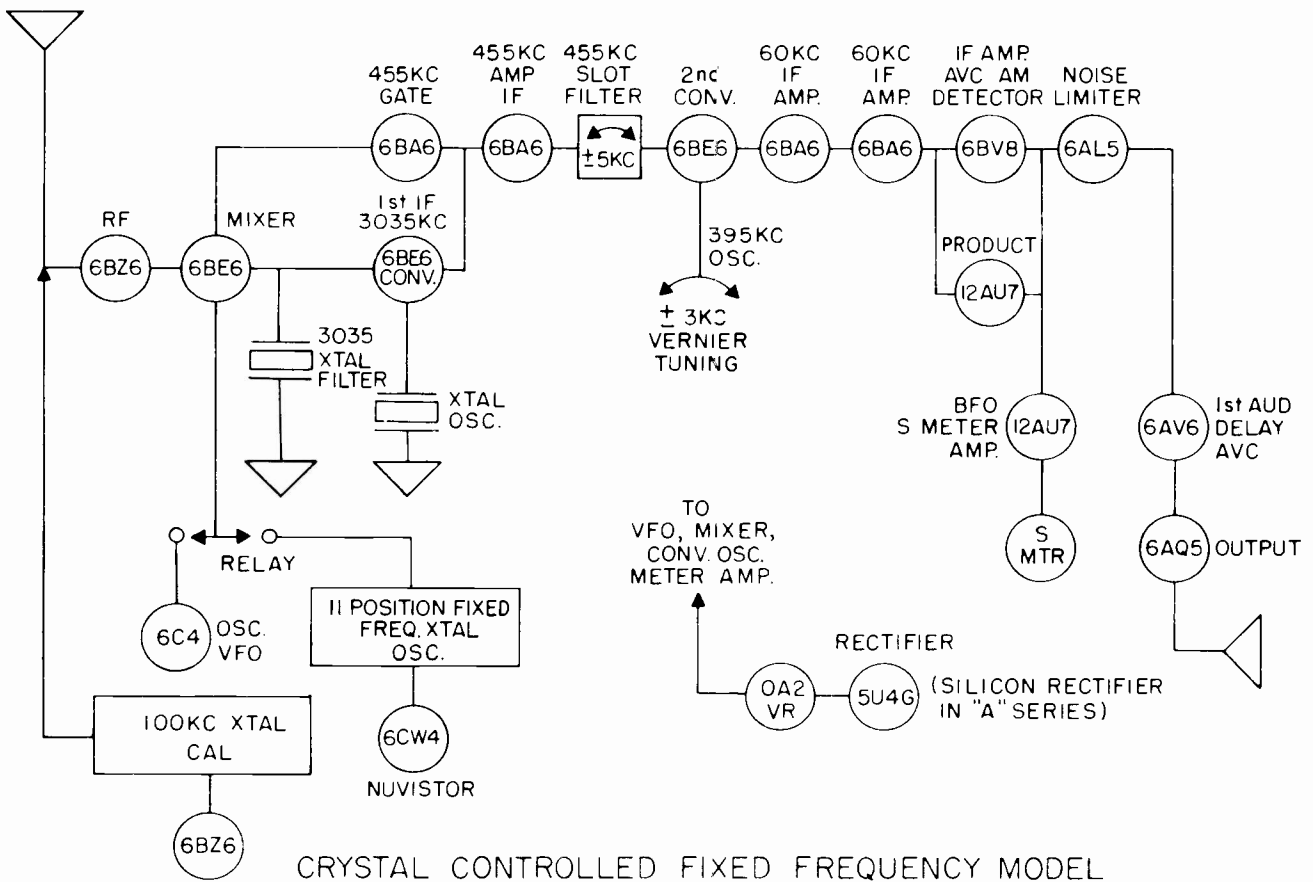 455KC
GATE
6BA6
455KC
AMP
IF
6BA6
455KC
SLOT
FILTER
±5KC
2nd
CONV.
6BE6
60KC
IF
AMP.
6BA6
60KC
IF
AMP.
6BA6
IF AMP.
AVC AM
DETECTOR
6BV8
NOISE
LIMITER
6AL5
RF
6BZ6
MIXER
6BE6
1st IF
3035KC
6BE6
CONV.
395KC
OSC.
± 3KC
VERNIER
TUNING
PRODUCT
12AU7
3035
XTAL
FILTER
XTAL
OSC.
BFO
S METER
AMP.
12AU7
6AV6
1st AUD
DELAY
AVC
S
MTR
6AQ5
OUTPUT
RELAY
6C4
OSC.
VFO
11 POSITION FIXED
FREQ. XTAL
OSC.
6CW4
NUVISTOR
TO
VFO, MIXER,
CONV. OSC.
METER AMP.
RECTIFIER
OA2
VR
5U4G
(SILICON RECTIFIER
IN "A" SERIES)
100KC XTAL
CAL
6BZ6
CRYSTAL CONTROLLED FIXED FREQUENCY MODEL